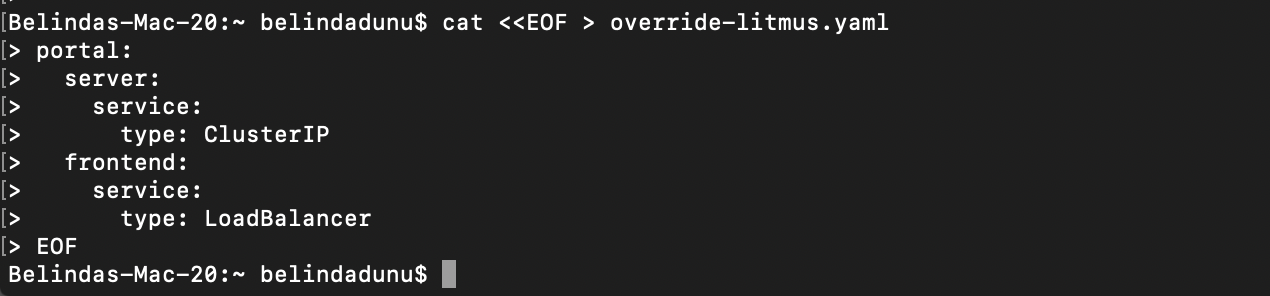 [Belindas-Mac-20:~ belindadunu$ cat <<EOF > override-litmus.yaml
[> portal:
[>   server:
[>     service:
[>       type: ClusterIP
[>   frontend:
[>     service:
[>       type: LoadBalancer
[> EOF
Belindas-Mac-20:~ belindadunu$